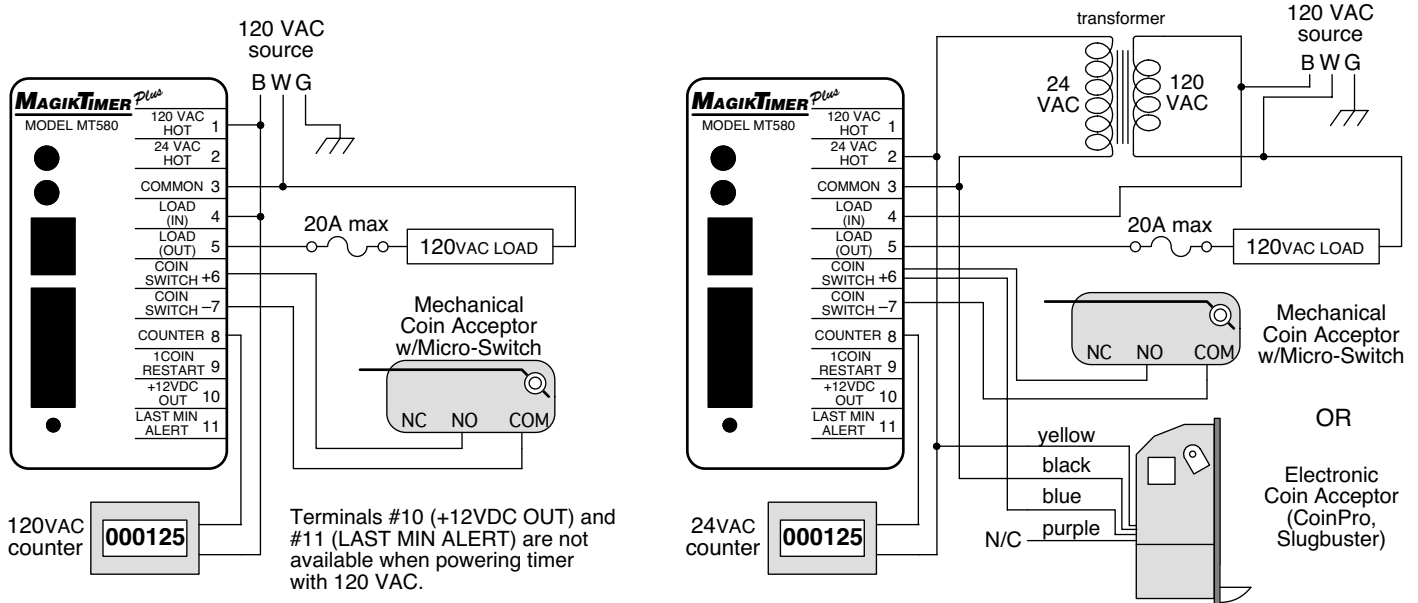 120 VAC
source
B W G
MAGIKTIMER Plus
MODEL MT580
120 VAC
HOT 1
24 VAC
HOT 2
COMMON 3
LOAD
(IN) 4
LOAD
(OUT) 5
COIN
SWITCH +6
COIN
SWITCH –7
COUNTER 8
1COIN
RESTART 9
+12VDC
OUT 10
LAST MIN
ALERT 11
20A max
120VAC LOAD
Mechanical
Coin Acceptor
w/Micro-Switch
NC NO COM
120VAC
counter
000125
Terminals #10 (+12VDC OUT) and
#11 (LAST MIN ALERT) are not
available when powering timer
with 120 VAC.
transformer
24
VAC
120
VAC
120 VAC
source
B W G
MAGIKTIMER Plus
MODEL MT580
120 VAC
HOT 1
24 VAC
HOT 2
COMMON 3
LOAD
(IN) 4
LOAD
(OUT) 5
COIN
SWITCH +6
COIN
SWITCH –7
COUNTER 8
1COIN
RESTART 9
+12VDC
OUT 10
LAST MIN
ALERT 11
20A max
120VAC LOAD
NC NO COM
Mechanical
Coin Acceptor
w/Micro-Switch
OR
yellow
black
blue
N/C purple
Electronic
Coin Acceptor
(CoinPro,
Slugbuster)
24VAC
counter
000125